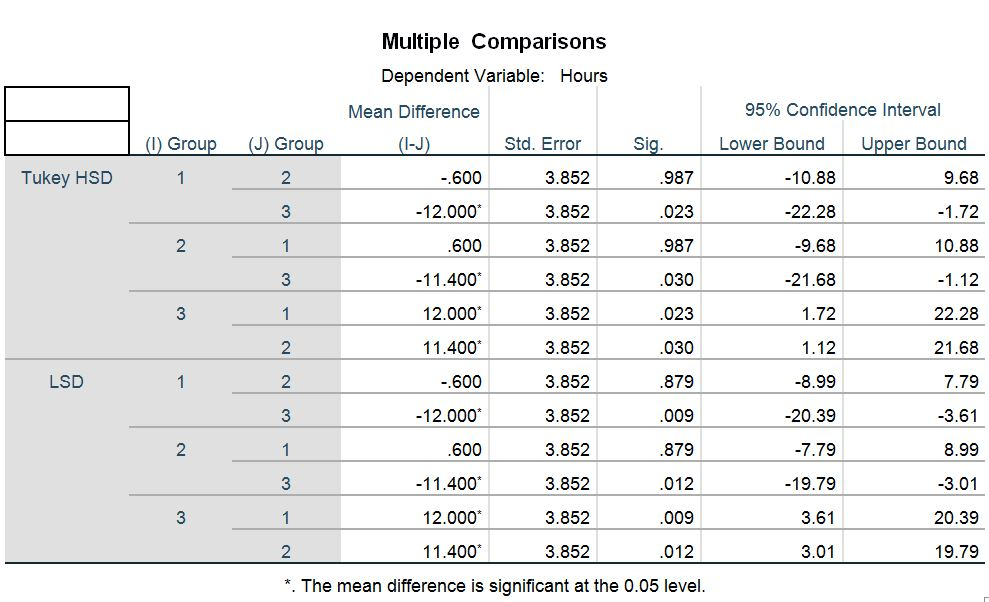 Multiple Comparisons
Dependent Variable: Hours
Mean Difference 95% Confidence Interval
(I) Group (J) Group (I-J) Std. Error Sig. Lower Bound Upper Bound
Tukey HSD 1 2 -.600 3.852 .987 -10.88 9.68
3 -12.000* 3.852 .023 -22.28 -1.72
2 1 .600 3.852 .987 -9.68 10.88
3 -11.400* 3.852 .030 -21.68 -1.12
3 1 12.000* 3.852 .023 1.72 22.28
2 11.400* 3.852 .030 1.12 21.68
LSD 1 2 -.600 3.852 .879 -8.99 7.79
3 -12.000* 3.852 .009 -20.39 -3.61
2 1 .600 3.852 .879 -7.79 8.99
3 -11.400* 3.852 .012 -19.79 -3.01
3 1 12.000* 3.852 .009 3.61 20.39
2 11.400* 3.852 .012 3.01 19.79
*. The mean difference is significant at the 0.05 level.